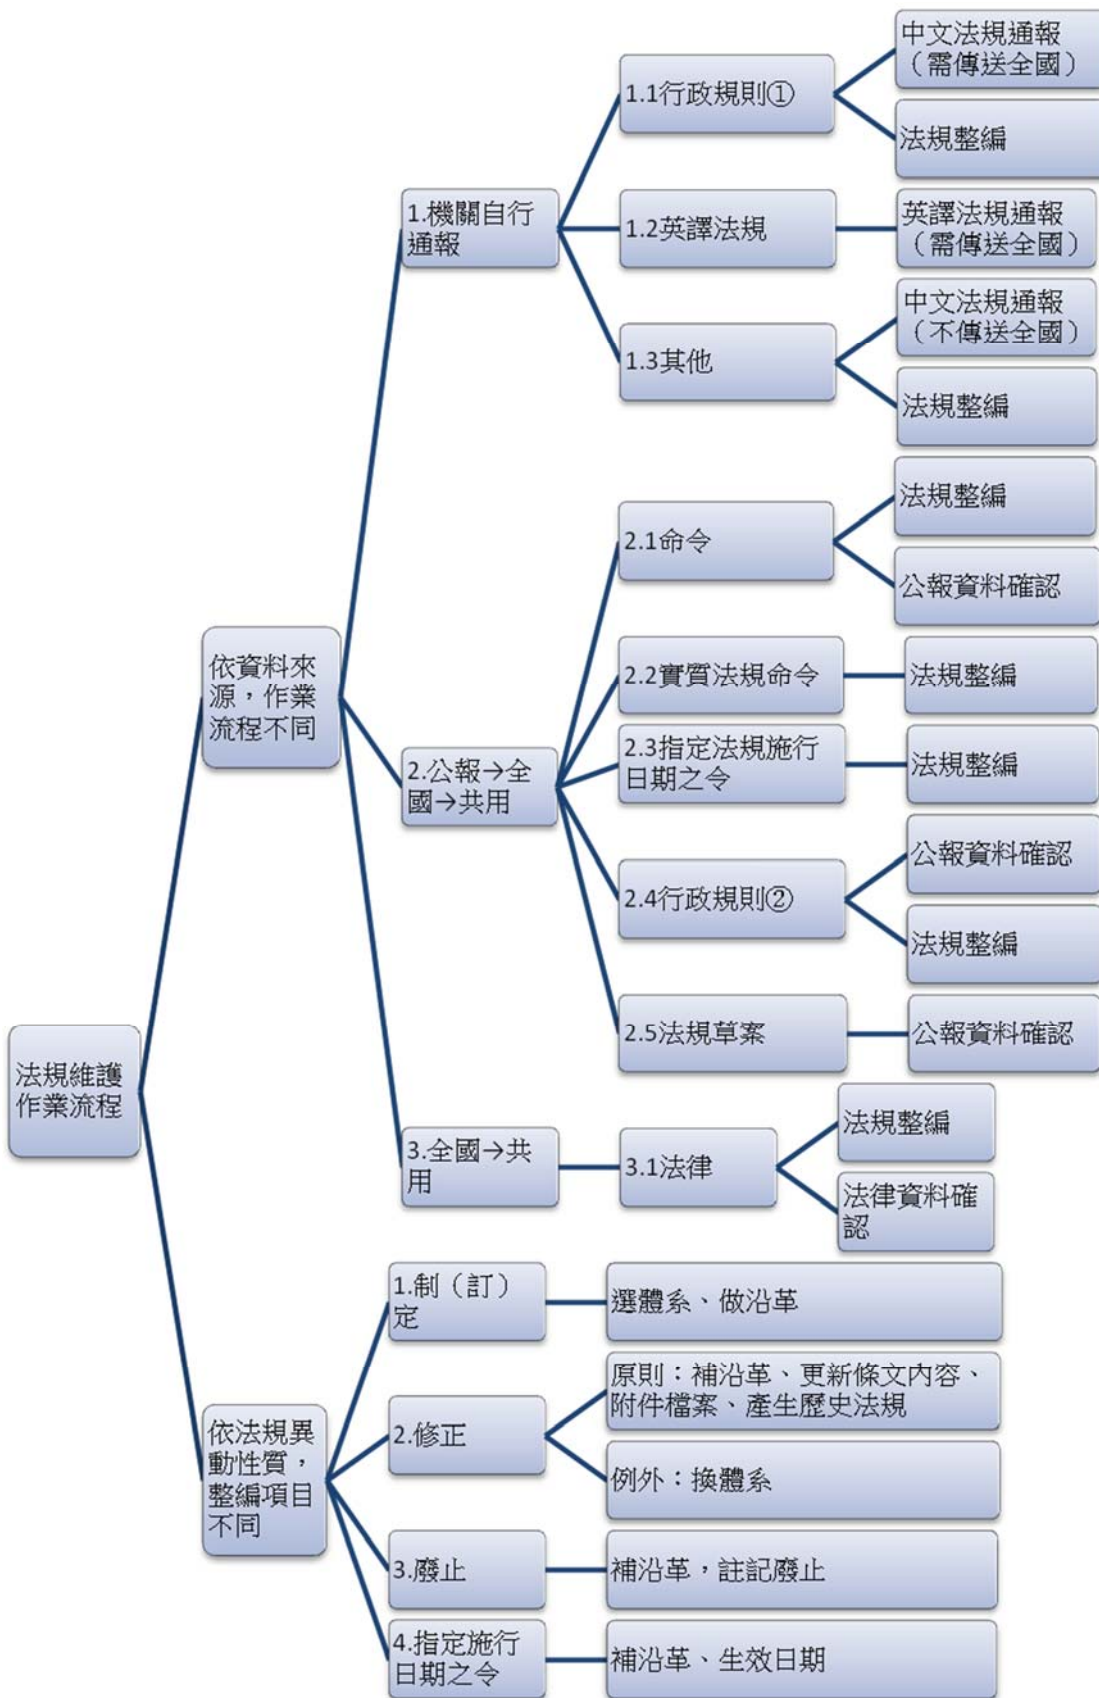 法規維護
作業流程
依資料來
源，作業
流程不同
1.機關自行
通報
1.1行政規則①
中文法規通報
（需傳送全國）
法規整編
1.2英譯法規
英譯法規通報
（需傳送全國）
1.3其他
中文法規通報
（不傳送全國）
法規整編
2.公報→全
國→共用
2.1命令
法規整編
公報資料確認
2.2實質法規命令
法規整編
2.3指定法規施行
日期之令
法規整編
2.4行政規則②
公報資料確認
法規整編
2.5法規草案
公報資料確認
3.全國→共
用
3.1法律
法規整編
法律資料確
認
依法規異
動性質，
整編項目
不同
1.制（訂）
定
選體系、做沿革
2.修正
原則：補沿革、更新條文內容、
附件檔案、產生歷史法規
例外：換體系
3.廢止
補沿革，註記廢止
4.指定施行
日期之令
補沿革、生效日期